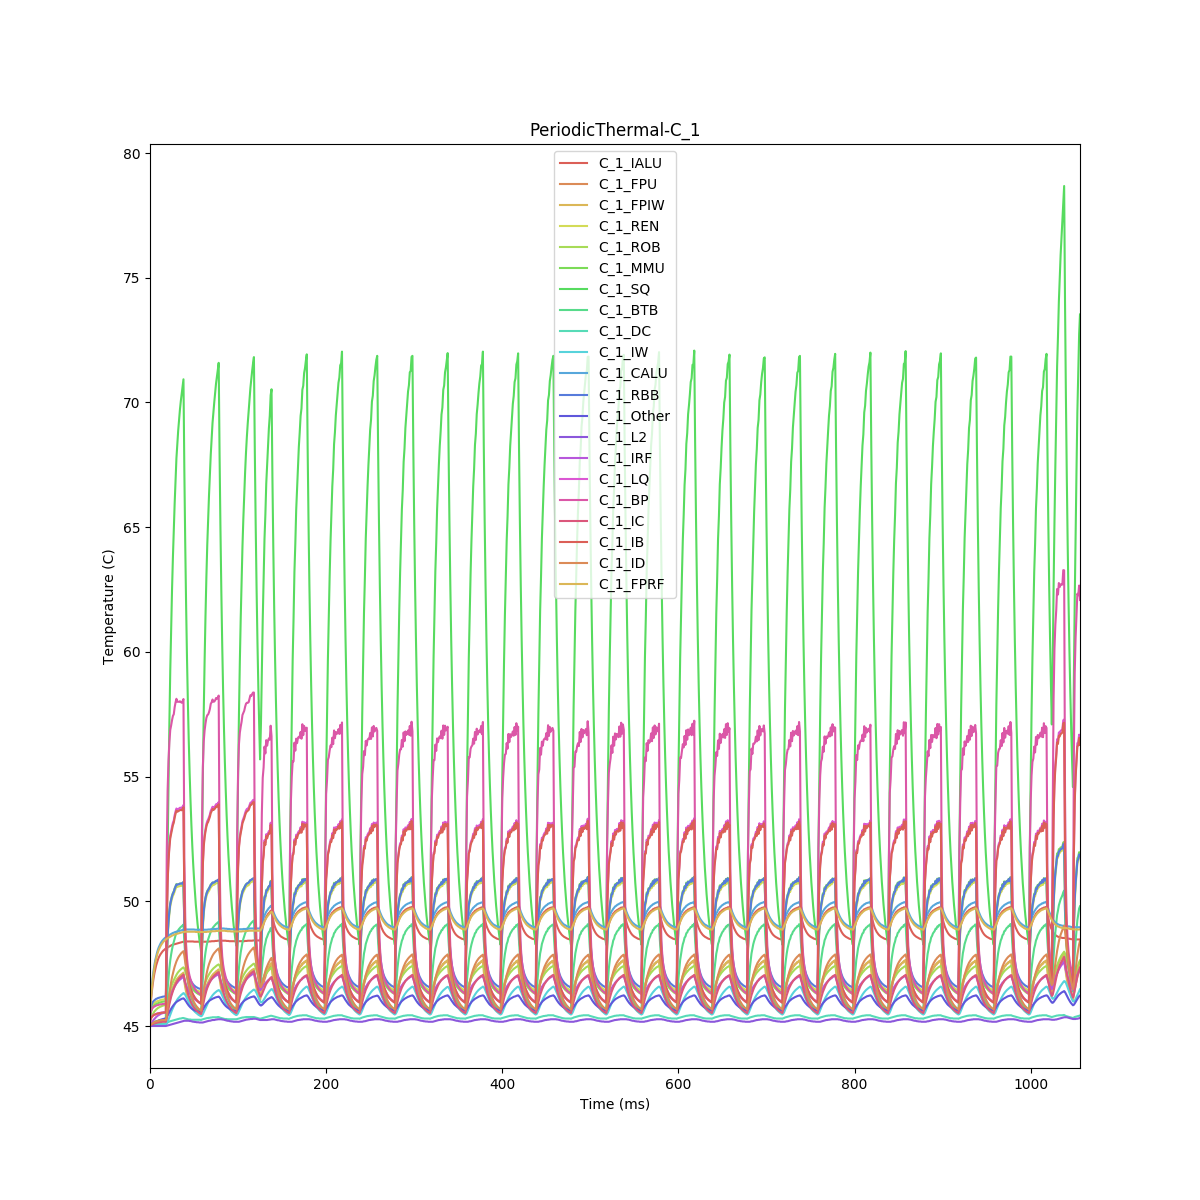 PeriodicThermal-C_1
80
75
70
65
60
55
50
45
Temperature (C)
C_1_IALU
C_1_FPU
C_1_FPIW
C_1_REN
C_1_ROB
C_1_MMU
C_1_SQ
C_1_BTB
C_1_DC
C_1_IW
C_1_CALU
C_1_RBB
C_1_Other
C_1_L2
C_1_IRF
C_1_LQ
C_1_BP
C_1_IC
C_1_IB
C_1_ID
C_1_FPRF
0 200 400 600 800 1000
Time (ms)